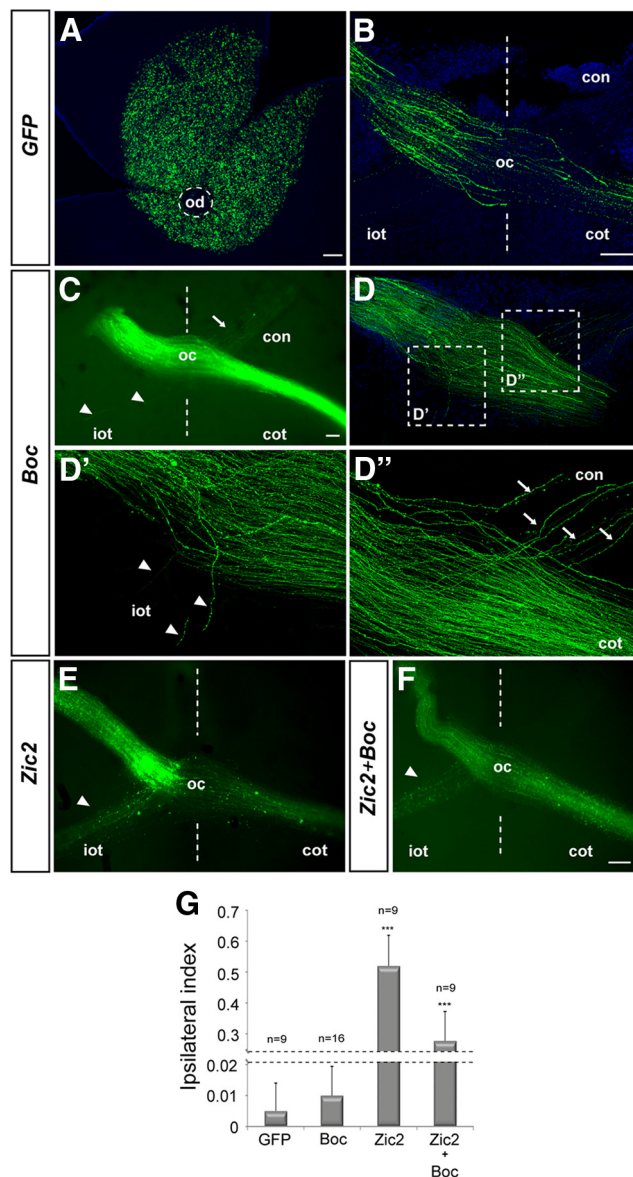 GFP
A
od
B
con
oc
iot
cot
Boc
C
con
oc
iot
cot
D
D'
D"
D'
iot
D"
con
cot
Zic2
E
oc
iot
cot
Zic2+Boc
F
oc
iot
cot
G
Ipsilateral index
0.7
0.6
0.5
0.4
0.3
0.02
0.01
0
n=9
n=16
n=9
***
n=9
***
GFP
Boc
Zic2
Zic2
+
Boc